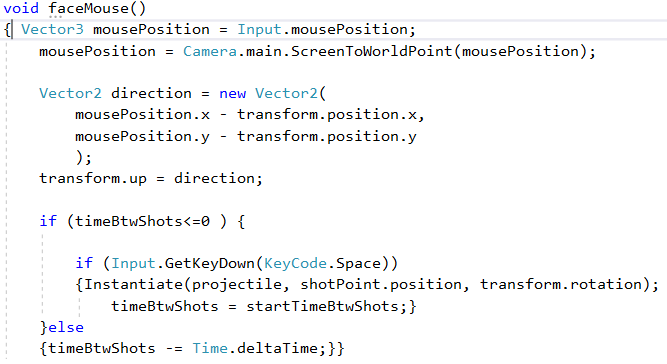 void faceMouse()
{ Vector3 mousePosition = Input.mousePosition;
mousePosition = Camera.main.ScreenToWorldPoint(mousePosition);
Vector2 direction = new Vector2(
mousePosition.x - transform.position.x,
mousePosition.y - transform.position.y
);
transform.up = direction;
if (timeBtwShots<=0 ) {
if (Input.GetKeyDown(KeyCode.Space))
{Instantiate(projectile, shotPoint.position, transform.rotation);
timeBtwShots = startTimeBtwShots;}
}else
{timeBtwShots -= Time.deltaTime;}}